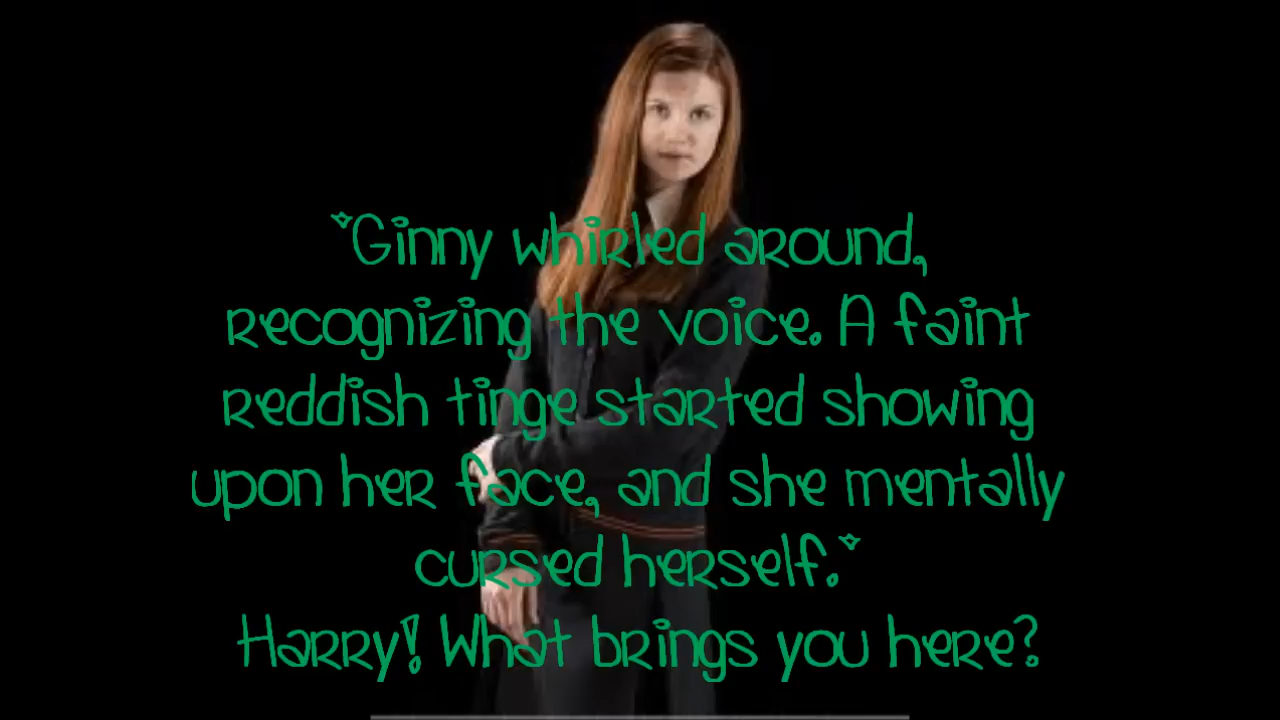 *Ginny whirled around,
recognizing the voice. A faint
reddish tinge started showing
upon her face, and she mentally
cursed herself.*
Harry! What brings you here?